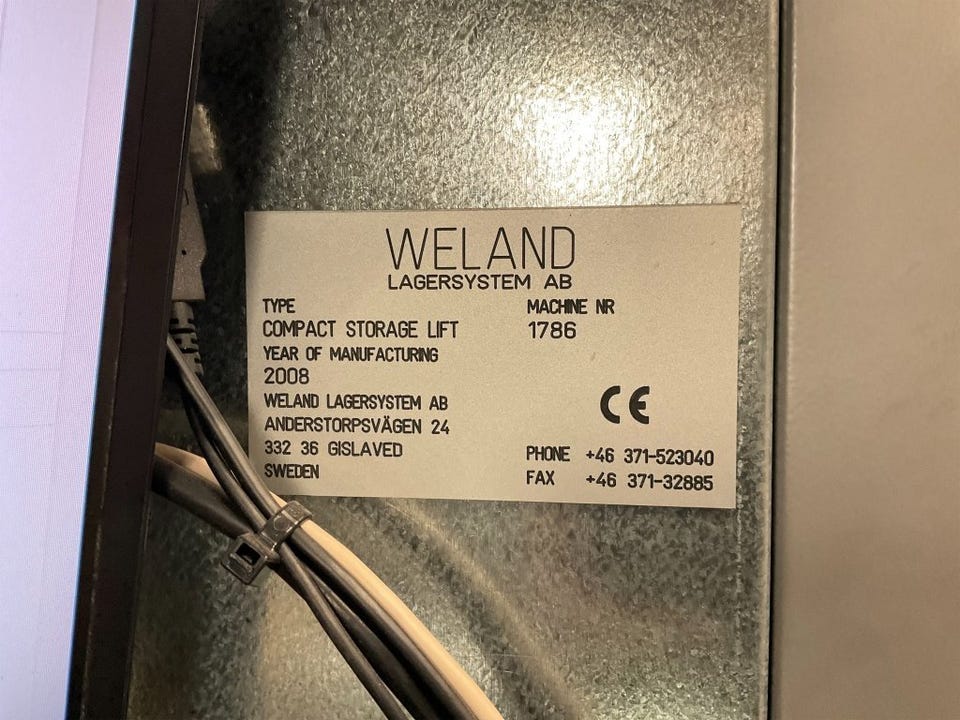 WELAND
LAGERSYSTEM AB
TYPE MACHINE NR
COMPACT STORAGE LIFT 1786
YEAR OF MANUFACTURING
2008
WELAND LAGERSYSTEM AB
ANDERSTORPSVÄGEN 24
332 36 GISLAVED
SWEDEN
CE
PHONE +46 371-523040
FAX +46 371-32885